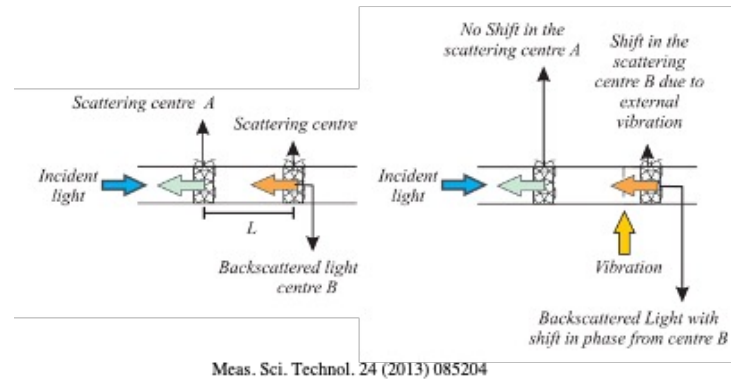 Scattering centre A
Scattering centre
Incident
light
L
Backscattered light
centre B
No Shift in the
scattering centre A
Shift in the
scattering
centre B due to
external
vibration
Incident
light
Vibration
Backscattered Light with
shift in phase from centre B
Meas. Sci. Technol. 24 (2013) 085204